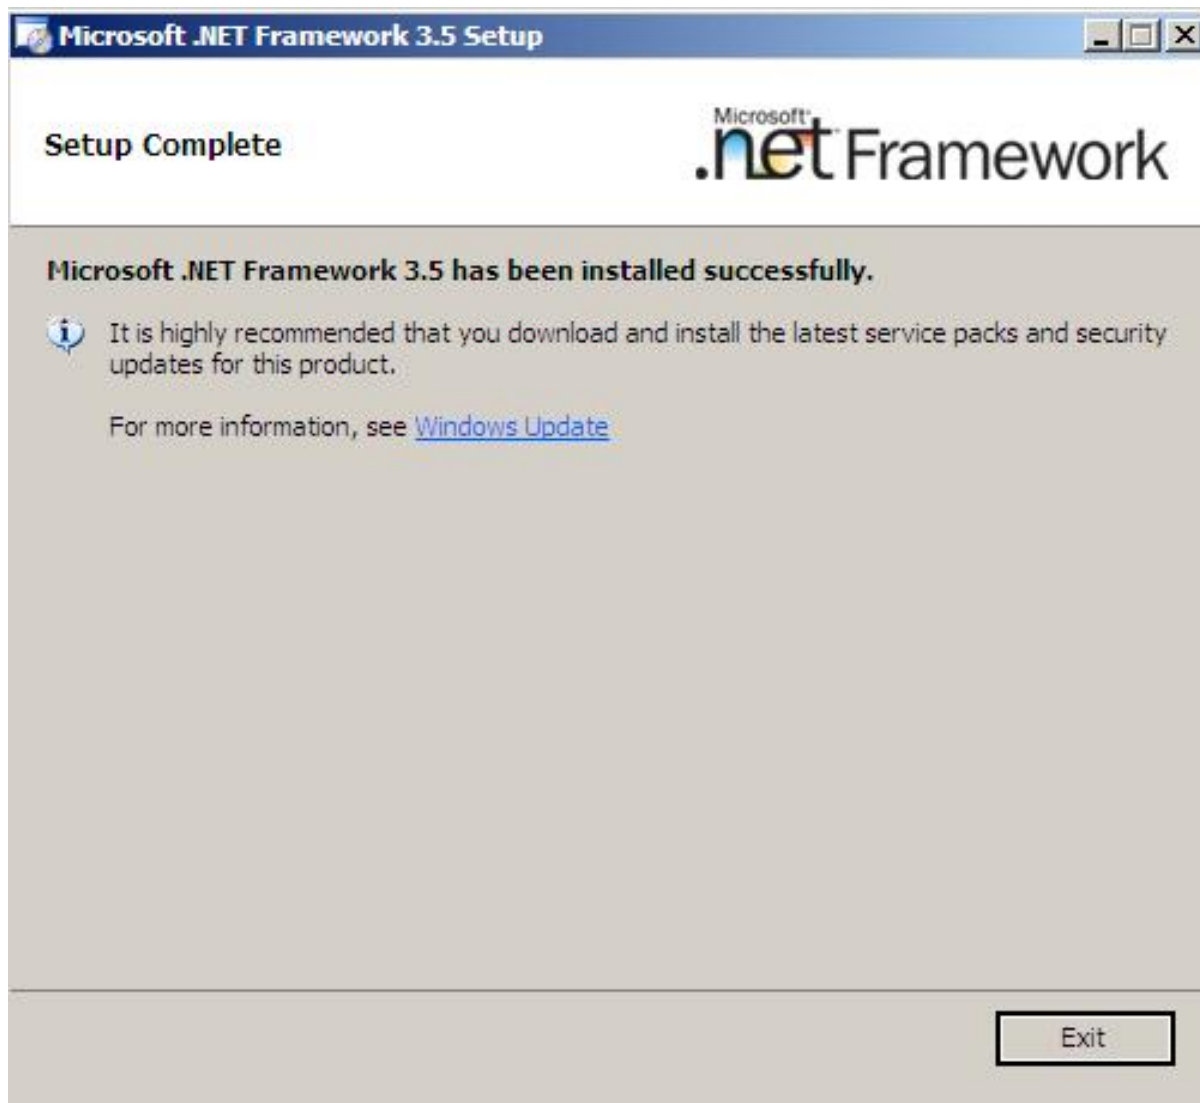 Microsoft .NET Framework 3.5 Setup
Setup Complete
Microsoft
.net Framework
Microsoft .NET Framework 3.5 has been installed successfully.
It is highly recommended that you download and install the latest service packs and security
updates for this product.
For more information, see Windows Update
Exit